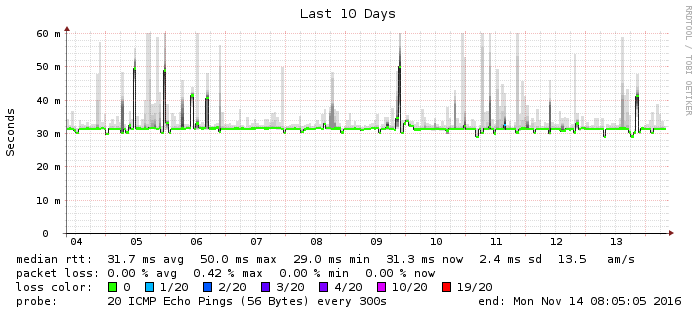 Last 10 Days
RRDTOOL / TOBI OETIKER
Seconds
60 m
50 m
40 m
30 m
20 m
10 m
0
04 05 06 07 08 09 10 11 12 13
median rtt: 31.7 ms avg 50.0 ms max 29.0 ms min 31.3 ms now 2.4 ms sd 13.5 am/s
packet loss: 0.00 % avg 0.42 % max 0.00 % min 0.00 % now
loss color: 0 1/20 2/20 3/20 4/20 10/20 19/20
probe: 20 ICMP Echo Pings (56 Bytes) every 300s end: Mon Nov 14 08:05:05 2016